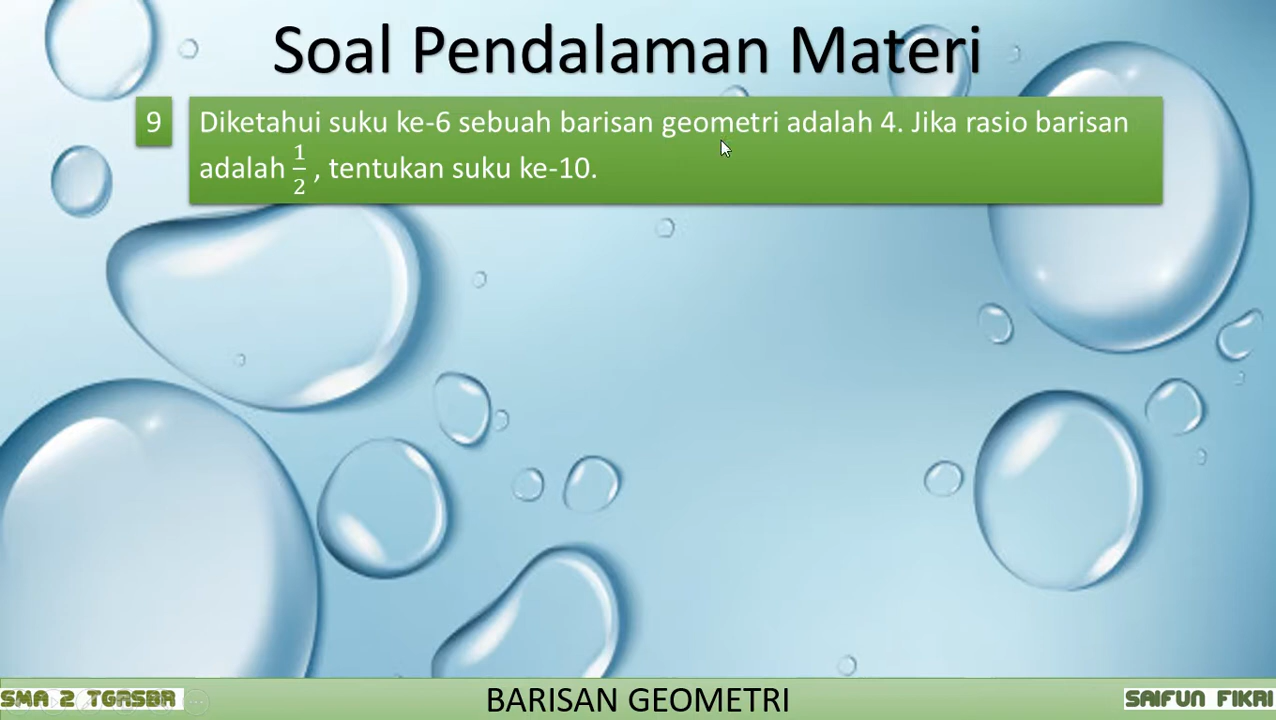 Soal Pendalaman Materi
9
Diketahui suku ke-6 sebuah barisan geometri adalah 4. Jika rasio barisan
adalah 1/2 , tentukan suku ke-10.
SMA 2 TGRSBR
BARISAN GEOMETRI
SAIFUN FIKRI